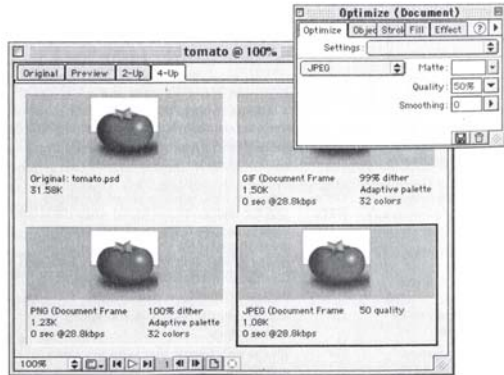 Optimize (Document)
Optimize Objec Strok Fill Effect ?
Settings:
JPEG Matte:
Quality: 50%
Smoothing: 0
tomato @ 100%
Original Preview 2-Up 4-Up
Original: tomato.psd
31.58K
GIF (Document Frame 99% dither
1.50K Adaptive palette
0 sec @28.8kbps 32 colors
PNG (Document Frame 100% dither
1.23K Adaptive palette
0 sec @28.8kbps 32 colors
JPEG (Document Frame 50 quality
1.08K
0 sec @28.8kbps
100% 1